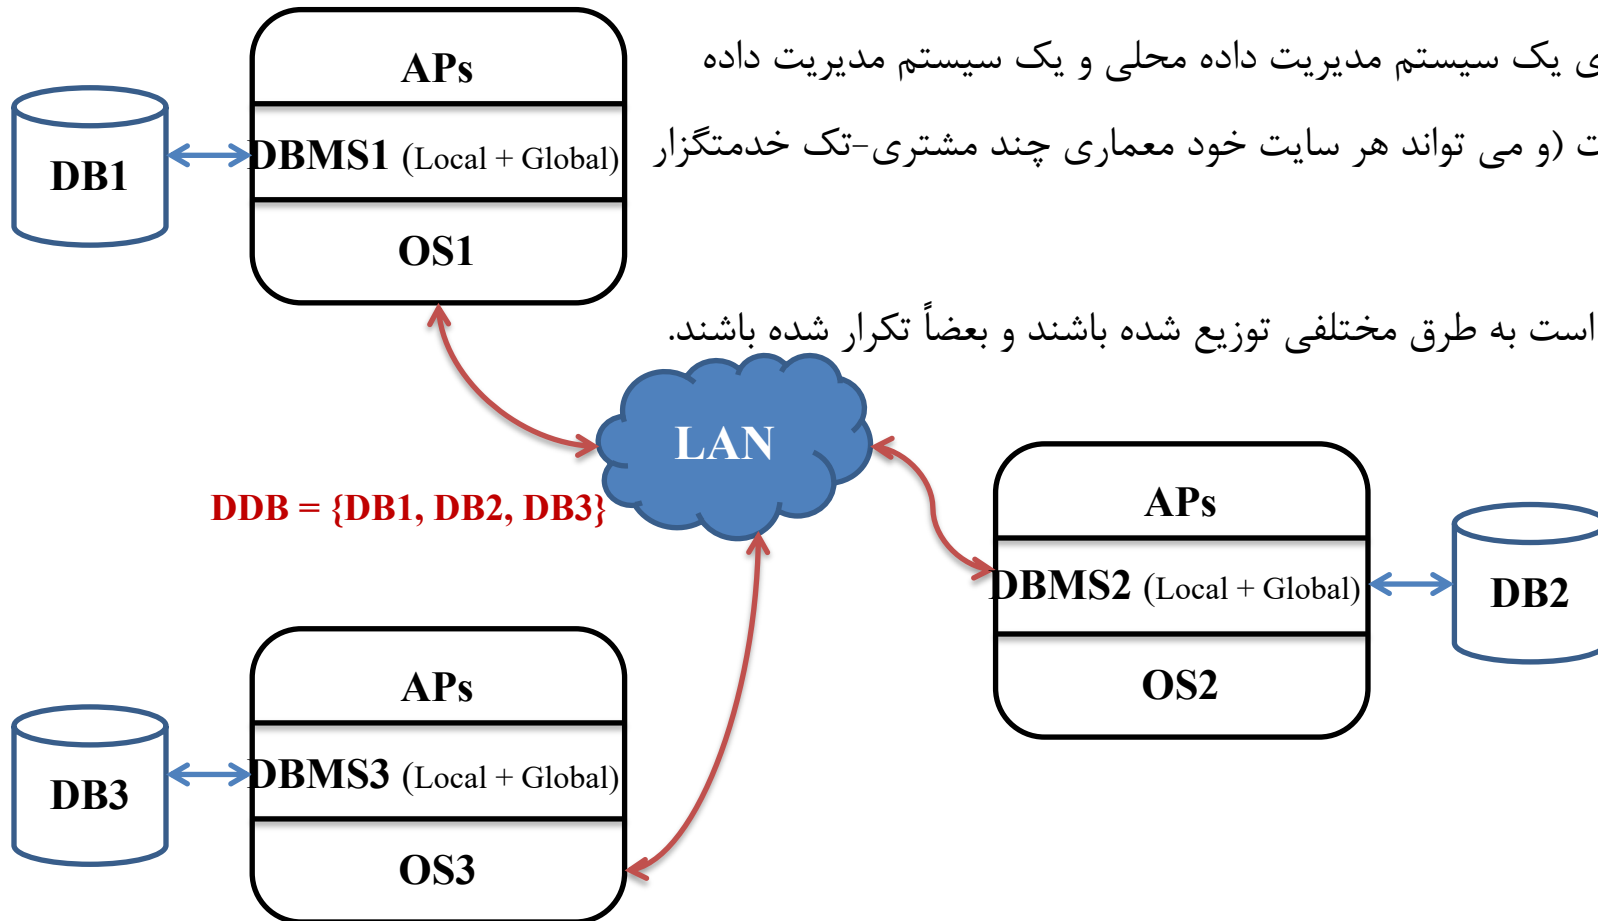 یک سیستم مدیریت داده محلی و یک سیستم مدیریت داده
(و می تواند هر سایت خود معماری چند مشتری-تک خدمتگزار
است به طرق مختلفی توزیع شده باشند و بعضاً تکرار شده باشند.
APs
DBMS1 (Local + Global)
OS1
DB1
LAN
DDB = {DB1, DB2, DB3}
APs
DBMS2 (Local + Global)
OS2
DB2
APs
DBMS3 (Local + Global)
OS3
DB3